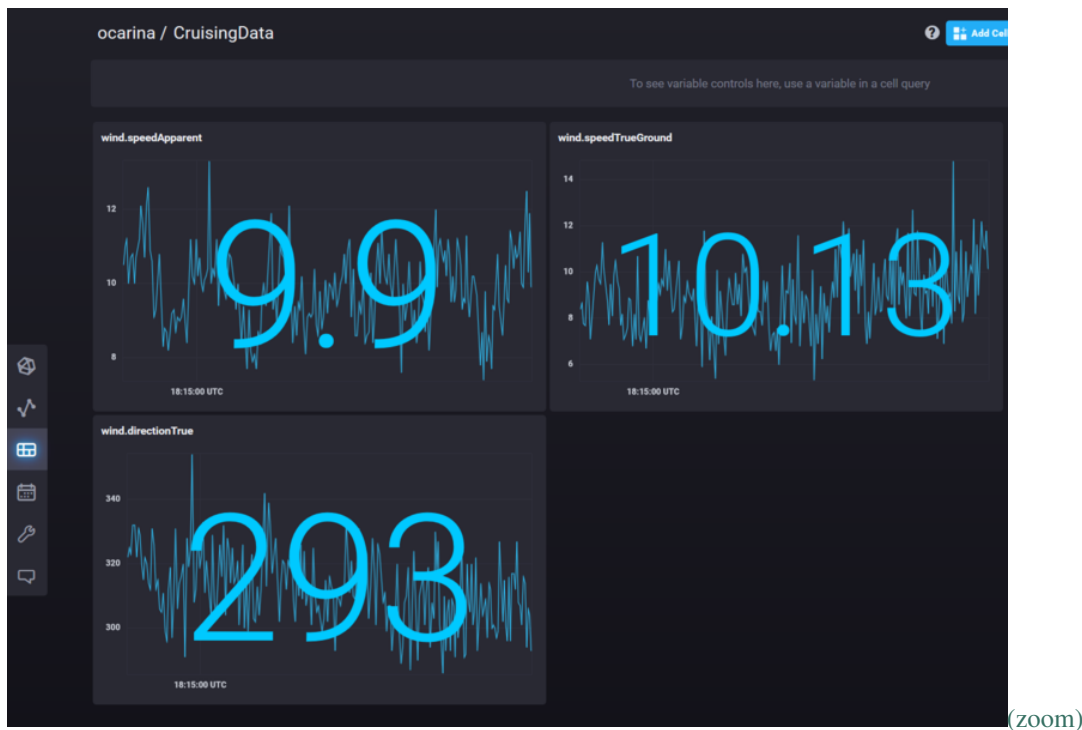 ocarina / CruisingData
? Add Cell
To see variable controls here, use a variable in a cell query
wind.speedApparent
12
10
8
9.9
18:15:00 UTC
wind.speedTrueGround
14
12
10
8
6
10.13
18:15:00 UTC
wind.directionTrue
340
320
300
293
18:15:00 UTC
(zoom)